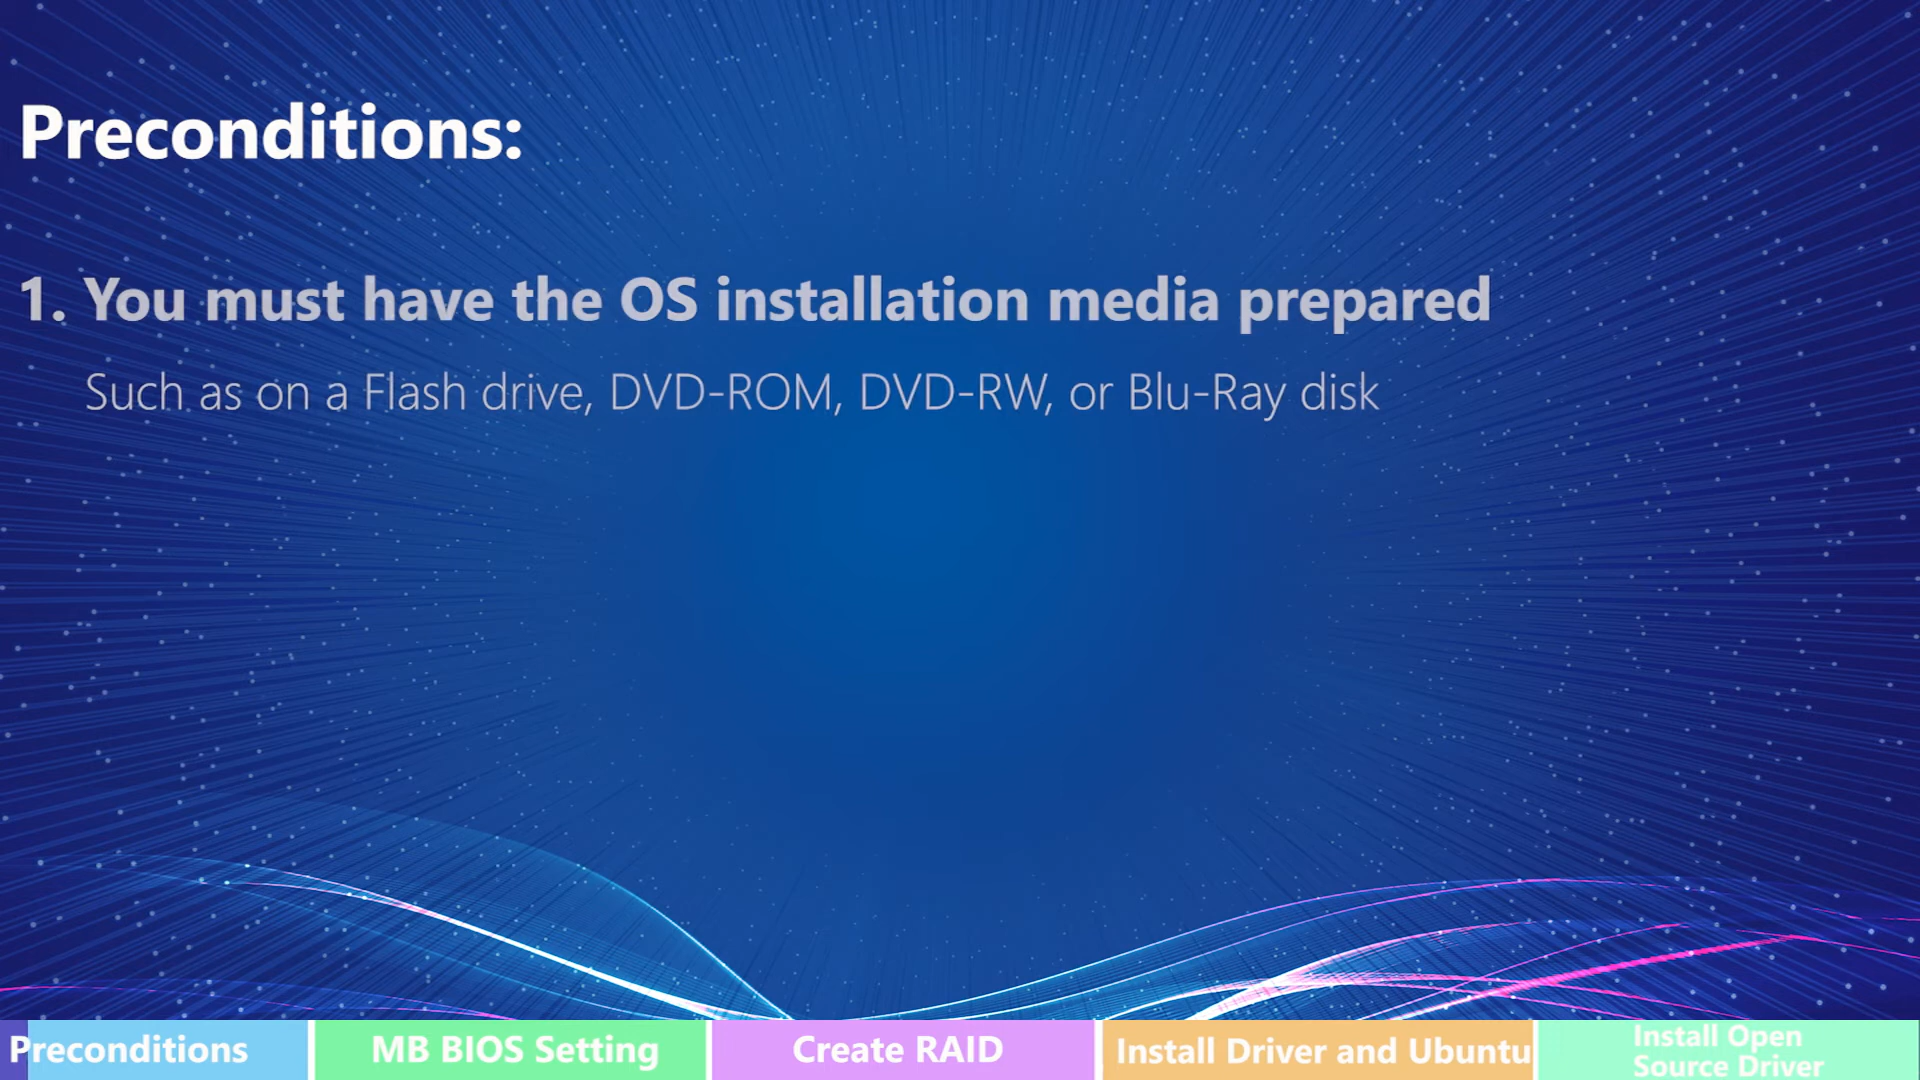 Preconditions:
1. You must have the OS installation media prepared
Such as on a Flash drive, DVD-ROM, DVD-RW, or Blu-Ray disk
Preconditions
MB BIOS Setting
Create RAID
Install Driver and Ubuntu
Install Open
Source Driver